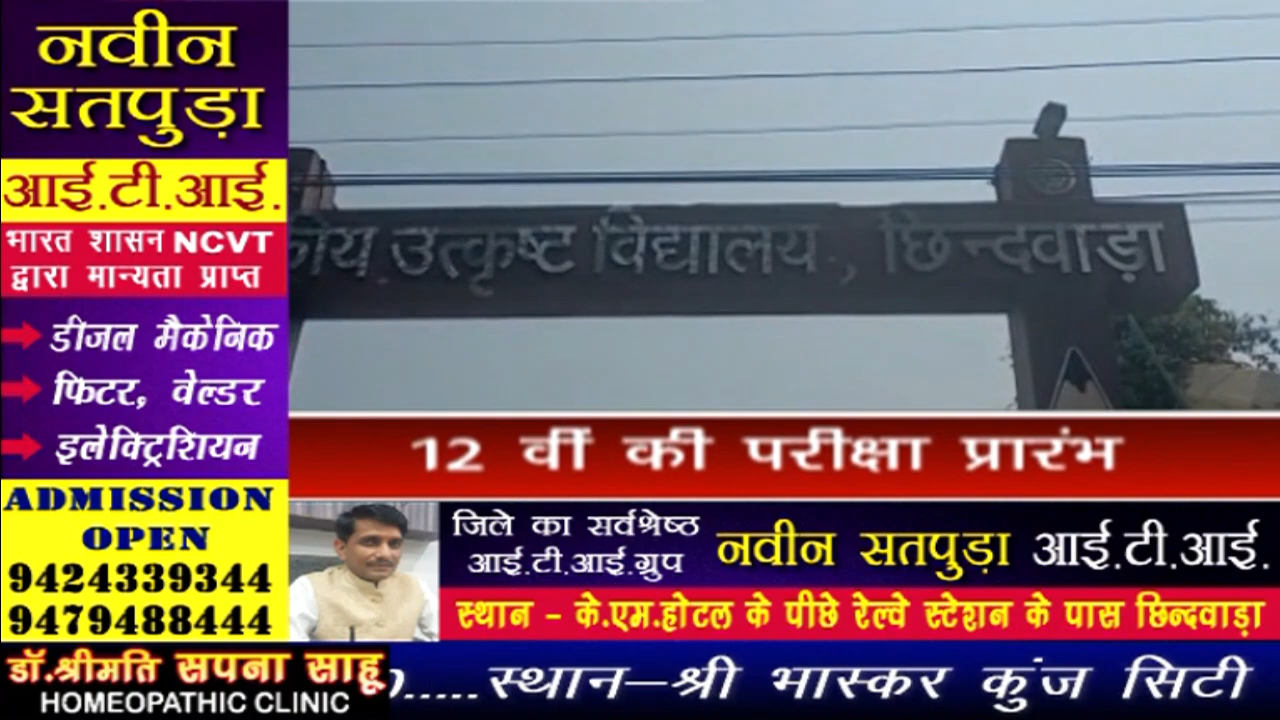 नवीन
सतपुड़ा
आई.टी.आई.
भारत शासन NCVT
द्वारा मान्यता प्राप्त
डीजल मैकेनिक
फिटर, वेल्डर
इलेक्ट्रिशियन
ADMISSION
OPEN
9424339344
9479488444
कीय उत्कृष्ट विद्यालय, छिन्दवाड़ा
12 वीं की परीक्षा प्रारंभ
जिले का सर्वश्रेष्ठ
आई.टी.आई.ग्रुप
नवीन सतपुड़ा आई.टी.आई.
स्थान - के.एम.होटल के पीछे रेल्वे स्टेशन के पास छिन्दवाड़ा
डॉ.श्रीमति सपना साहू
HOMEOPATHIC CLINIC
.....स्थान–श्री भास्कर कुंज सिटी